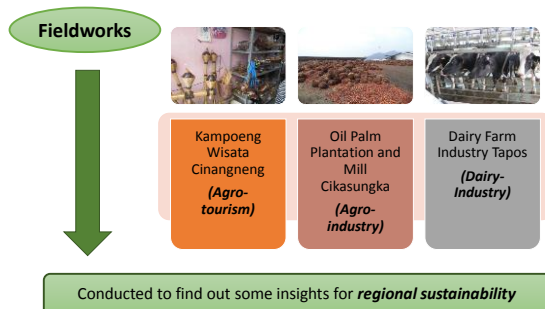 Fieldworks
Kampoeng
Wisata
Cinangneng
(Agro-
tourism)
Oil Palm
Plantation and
Mill
Cikasungka
(Agro-
industry)
Dairy Farm
Industry Tapos
(Dairy-
Industry)
Conducted to find out some insights for regional sustainability